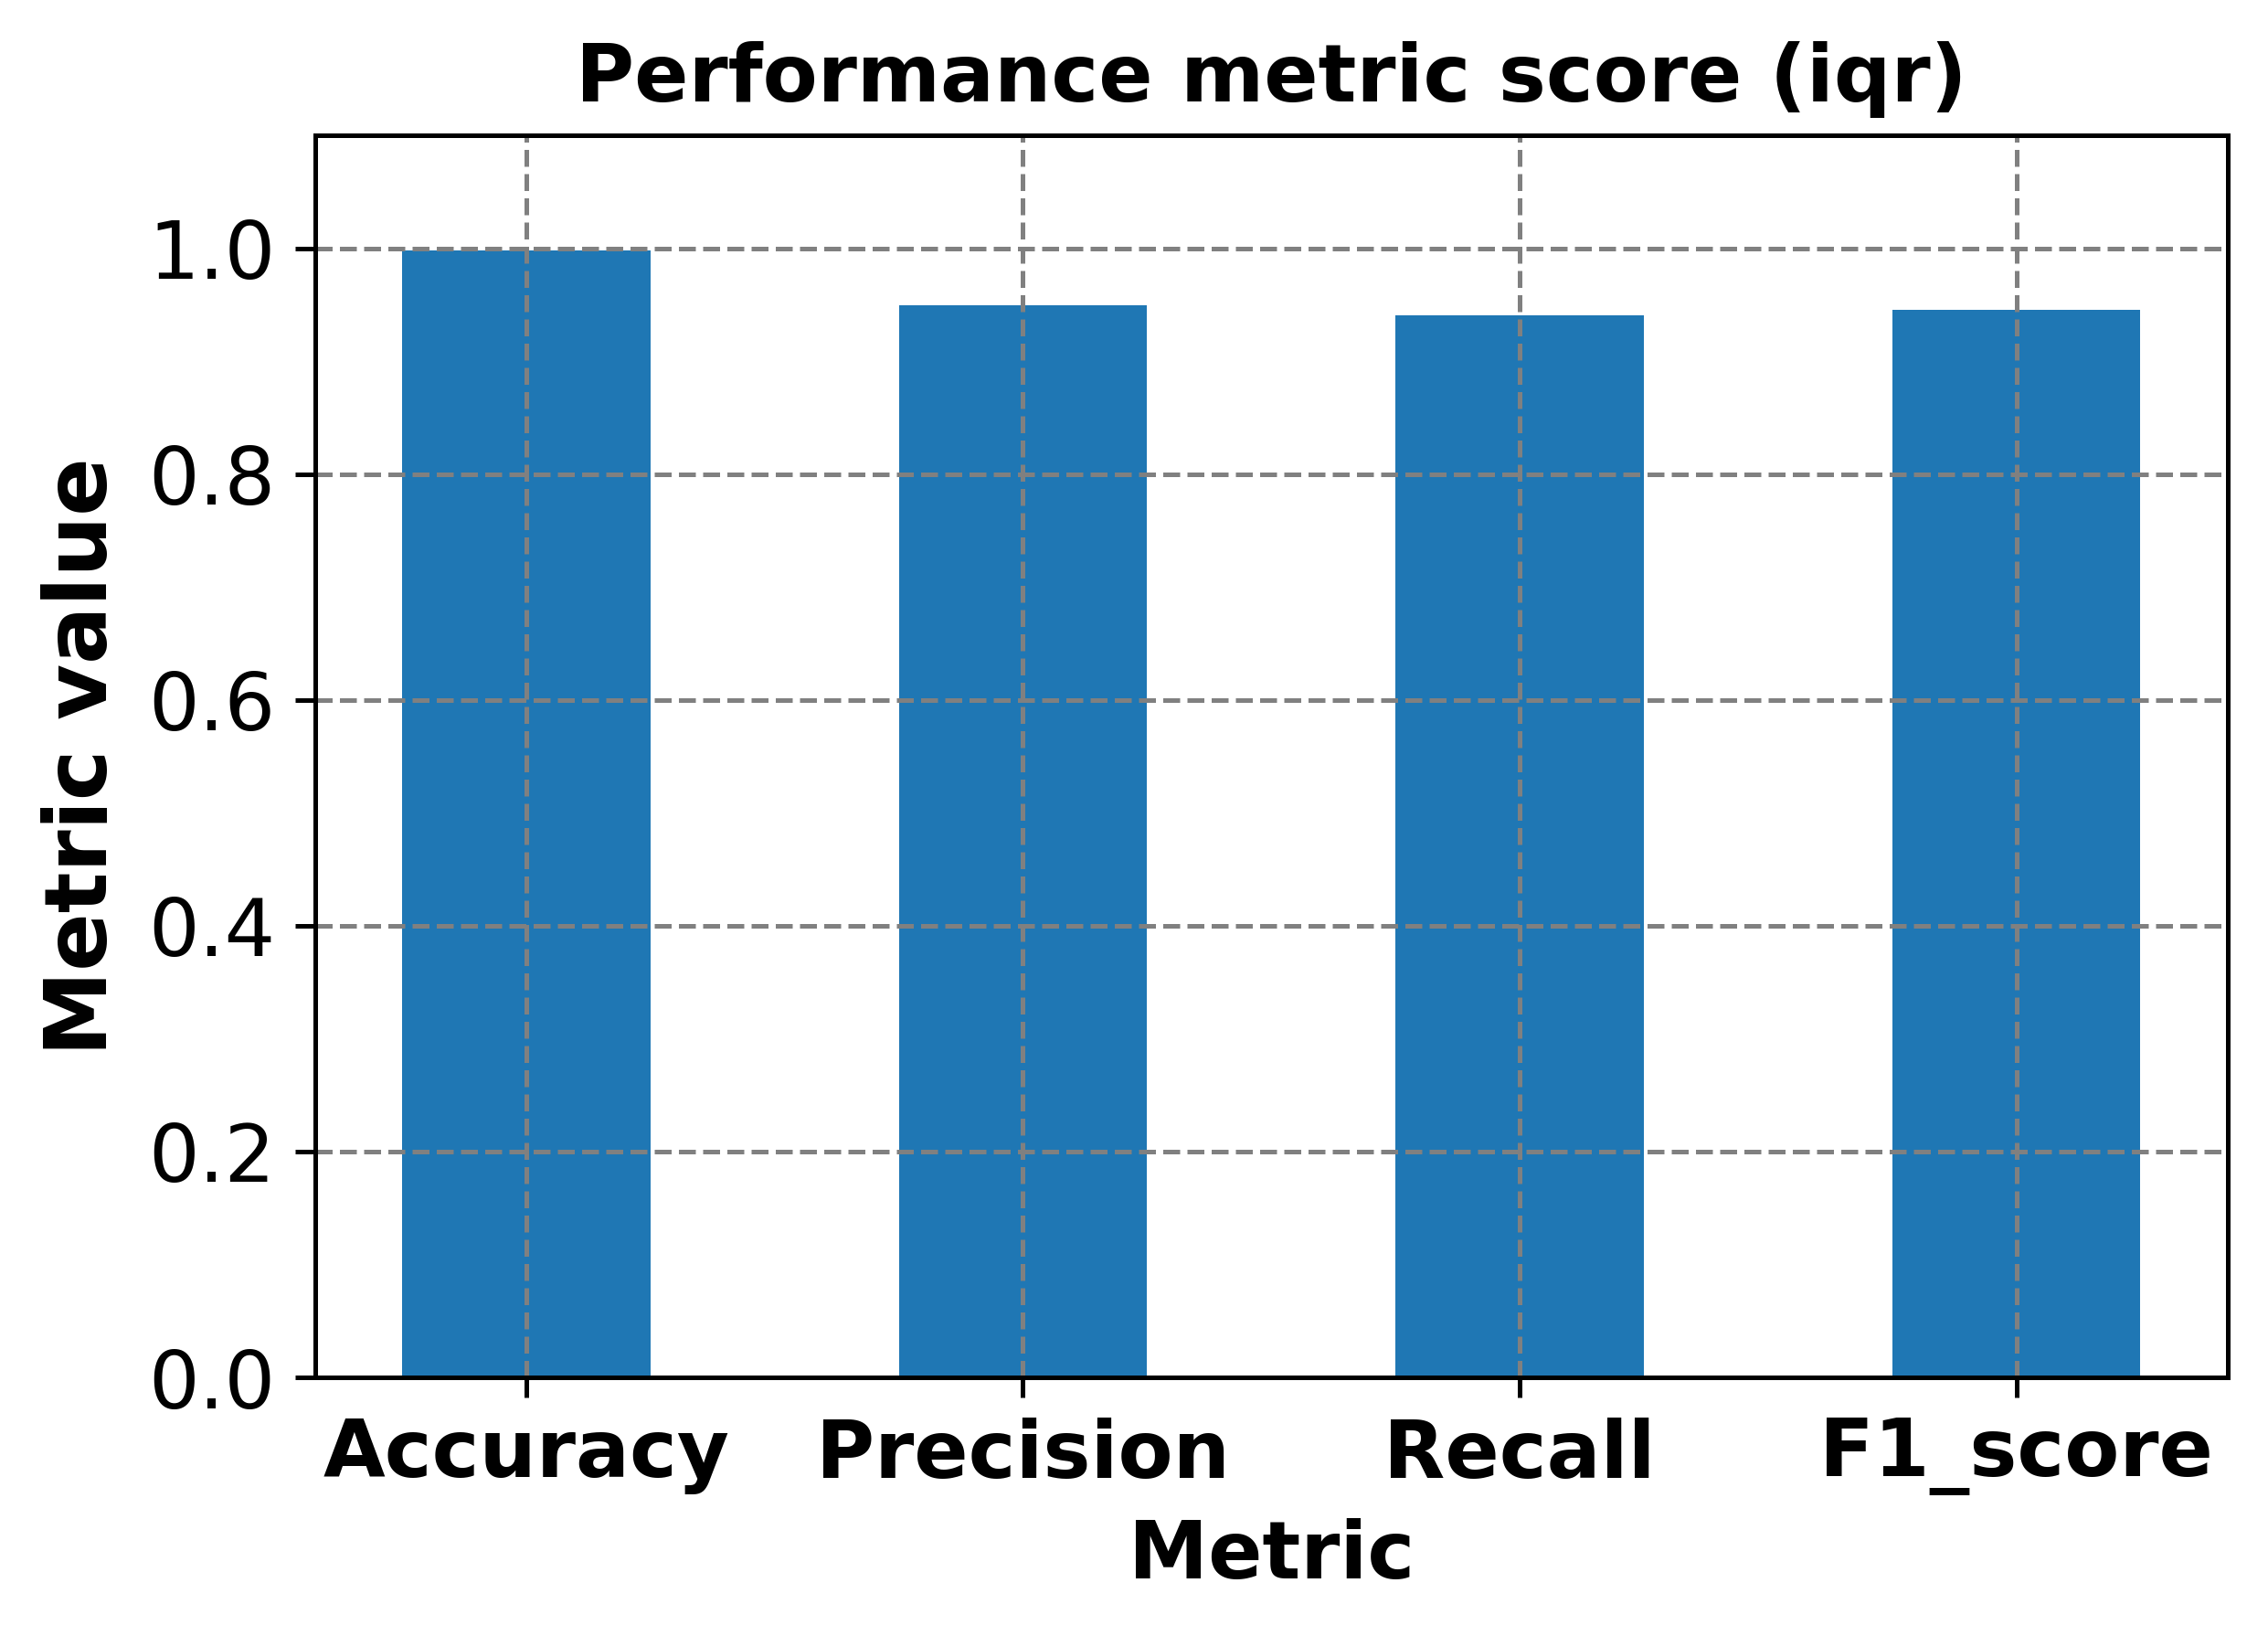 Performance metric score (iqr)
Metric value
1.0
0.8
0.6
0.4
0.2
0.0
Accuracy Precision Recall F1_score
Metric